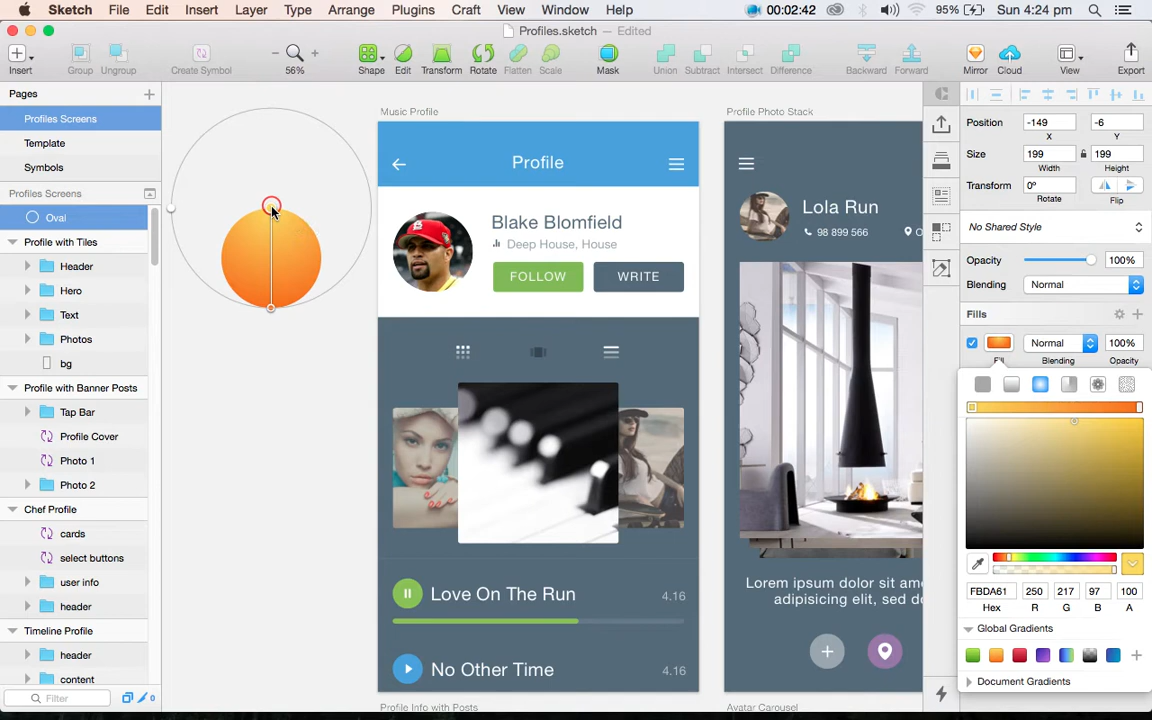 Sketch File Edit Insert Layer Type Arrange Plugins Craft View Window Help 00:02:42 95% Sun 4:24 pm
Profiles.sketch — Edited
Insert Group Ungroup Create Symbol 56% Shape Edit Transform Rotate Flatten Scale Mask Union Subtract Intersect Difference Backward Forward Mirror Cloud View Export
Pages
Profiles Screens
Template
Symbols
Profiles Screens
Oval
Profile with Tiles
Header
Hero
Text
Photos
bg
Profile with Banner Posts
Tap Bar
Profile Cover
Photo 1
Photo 2
Chef Profile
cards
select buttons
user info
header
Timeline Profile
header
content
Filter 0
Music Profile
Profile
Blake Blomfield
Deep House, House
FOLLOW WRITE
Love On The Run 4.16
No Other Time 4.16
Profile Info with Posts
Profile Photo Stack
Lola Run
98 899 566
Lorem ipsum dolor sit ame
adipisicing elit, sed do
Avatar Carousel
Position -149 -6
X Y
Size 199 199
Width Height
Transform 0º
Rotate Flip
No Shared Style
Opacity 100%
Blending Normal
Fills
Normal 100%
Fill Blending Opacity
FBDA61 250 217 97 100
Hex R G B A
Global Gradients
Document Gradients